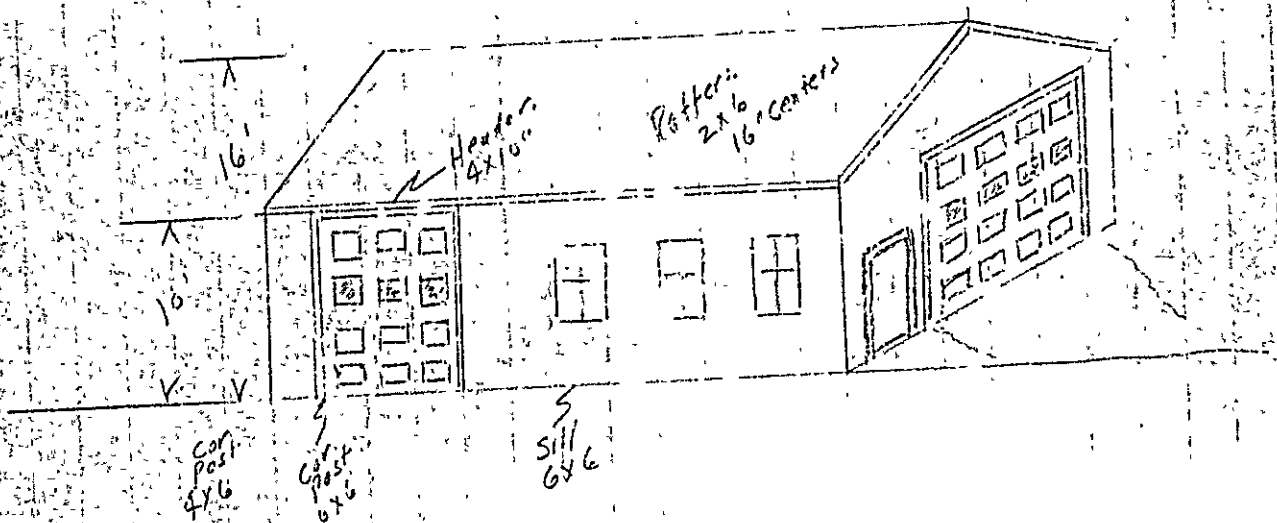 16'
Header
4x10"
Rafters
2x6
16" centers
10'
cor.
post
4x6
cor.
post
6x6
Sill
6x6